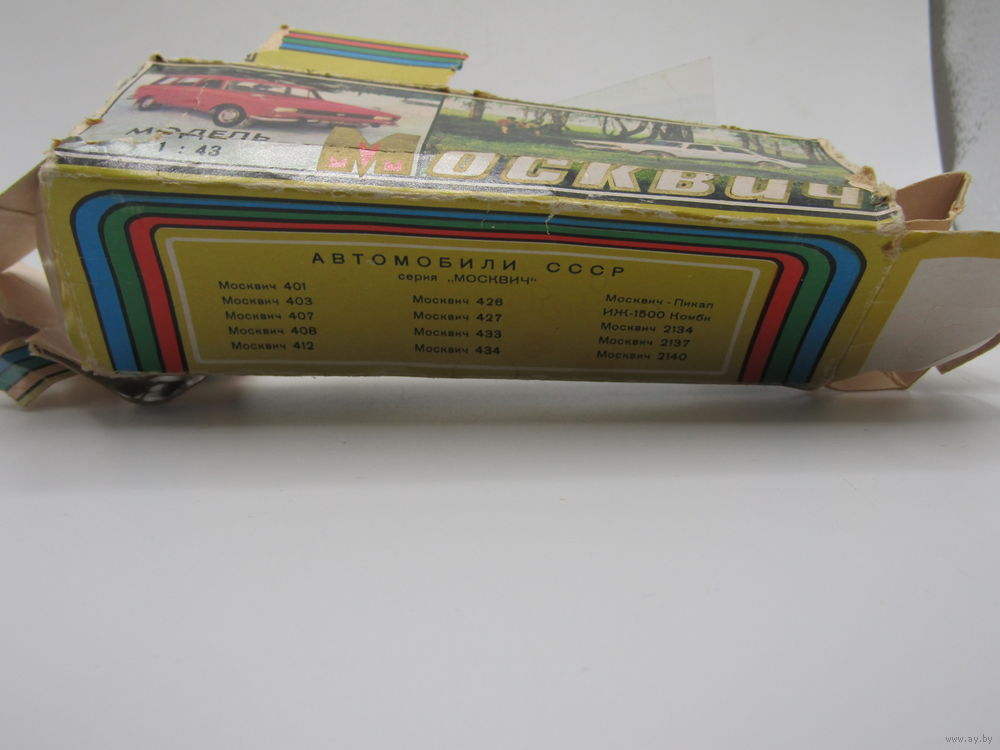 МОДЕЛЬ
1 : 43
МОСКВИЧ
АВТОМОБИЛИ СССР
серия „МОСКВИЧ“
Москвич 401
Москвич 403
Москвич 407
Москвич 408
Москвич 412
Москвич 426
Москвич 427
Москвич 433
Москвич 434
Москвич - Пикап
ИЖ-1500 Комби
Москвич 2134
Москвич 2137
Москвич 2140
www.ay.by